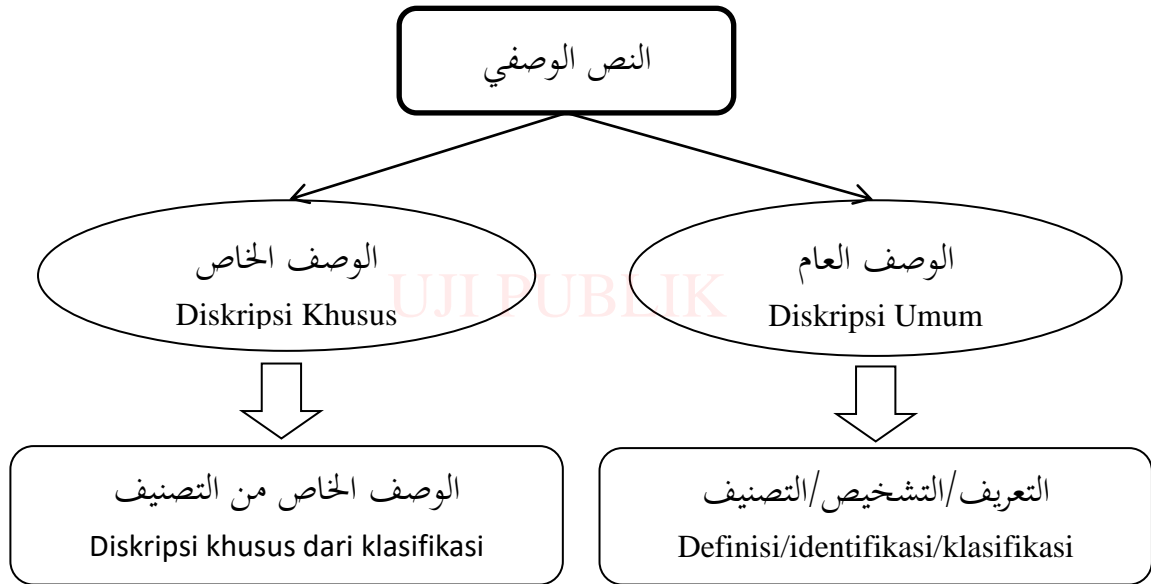 النص الوصفي
الوصف العام
Diskripsi Umum
الوصف الخاص
Diskripsi Khusus
UJI PUBLIK
التعريف/التشخيص/التصنيف
Definisi/identifikasi/klasifikasi
الوصف الخاص من التصنيف
Diskripsi khusus dari klasifikasi